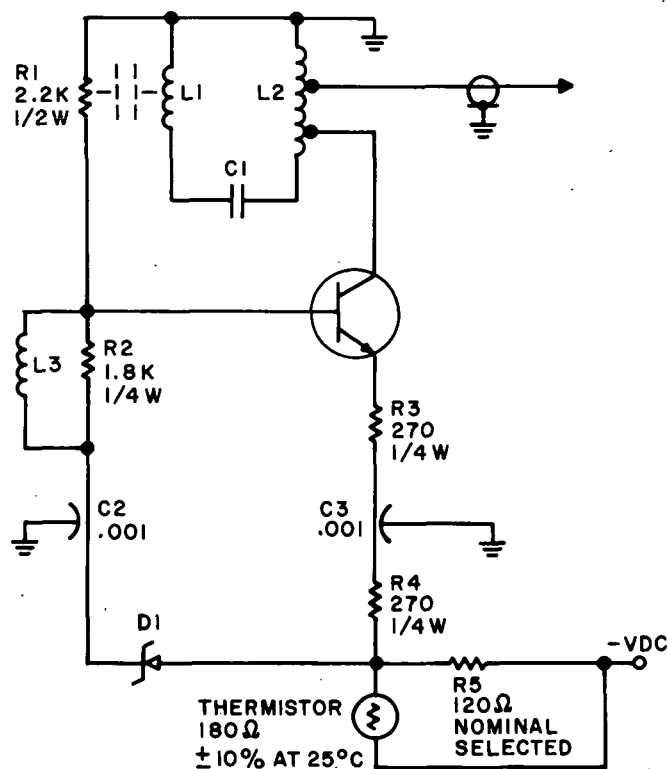 R1
2.2K
1/2W
L1
L2
C1
L3
R2
1.8K
1/4W
R3
270
1/4W
C2
.001
C3
.001
R4
270
1/4W
D1
-VDC
R5
120Ω
NOMINAL
SELECTED
THERMISTOR
180Ω
±10% AT 25°C